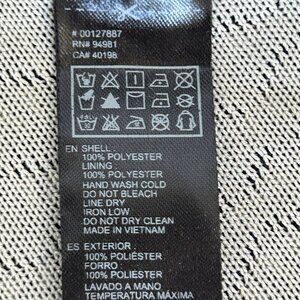 # 00127887
RN# 94981
CA# 40198
EN SHELL :
100% POLYESTER
LINING :
100% POLYESTER
HAND WASH COLD
DO NOT BLEACH
LINE DRY
IRON LOW
DO NOT DRY CLEAN
MADE IN VIETNAM
ES EXTERIOR :
100% POLIÉSTER
FORRO :
100% POLIÉSTER
LAVADO A MANO
TEMPERATURA MÁXIMA